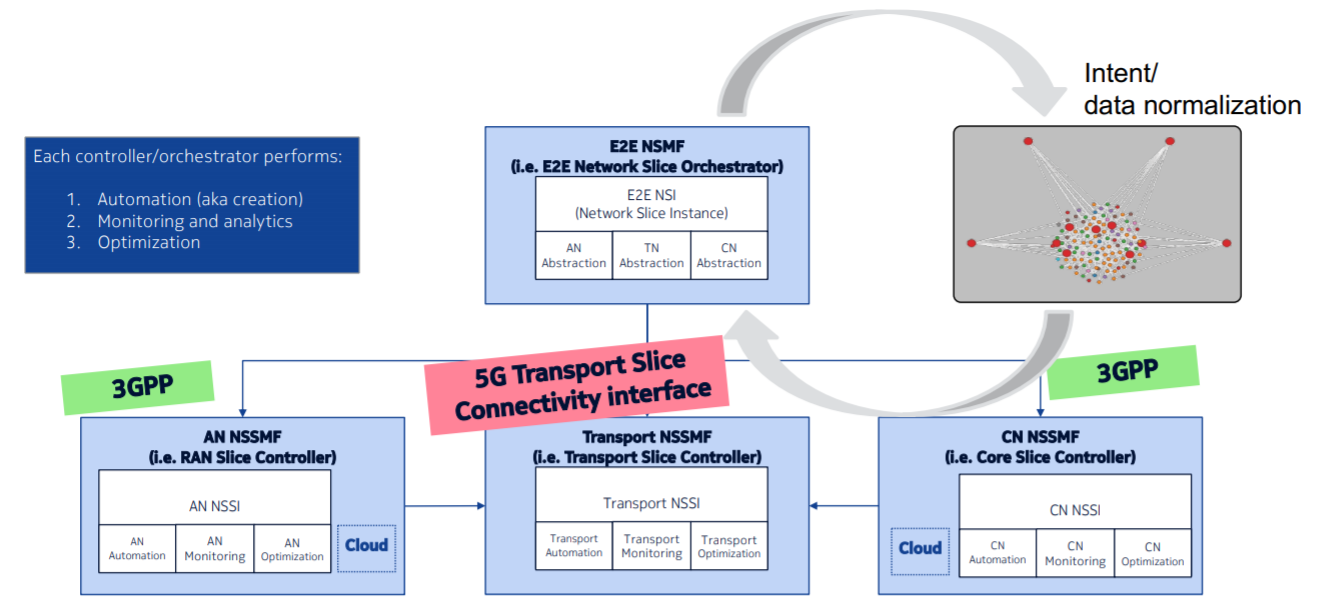 Intent/
data normalization
Each controller/orchestrator performs:
1. Automation (aka creation)
2. Monitoring and analytics
3. Optimization
E2E NSMF
(i.e. E2E Network Slice Orchestrator)
E2E NSI
(Network Slice Instance)
AN
Abstraction
TN
Abstraction
CN
Abstraction
3GPP
5G Transport Slice
Connectivity interface
3GPP
AN NSSMF
(i.e. RAN Slice Controller)
AN NSSI
AN
Automation
AN
Monitoring
AN
Optimization
Cloud
Transport NSSMF
(i.e. Transport Slice Controller)
Transport NSSI
Transport
Automation
Transport
Monitoring
Transport
Optimization
CN NSSMF
(i.e. Core Slice Controller)
Cloud
CN NSSI
CN
Automation
CN
Monitoring
CN
Optimization